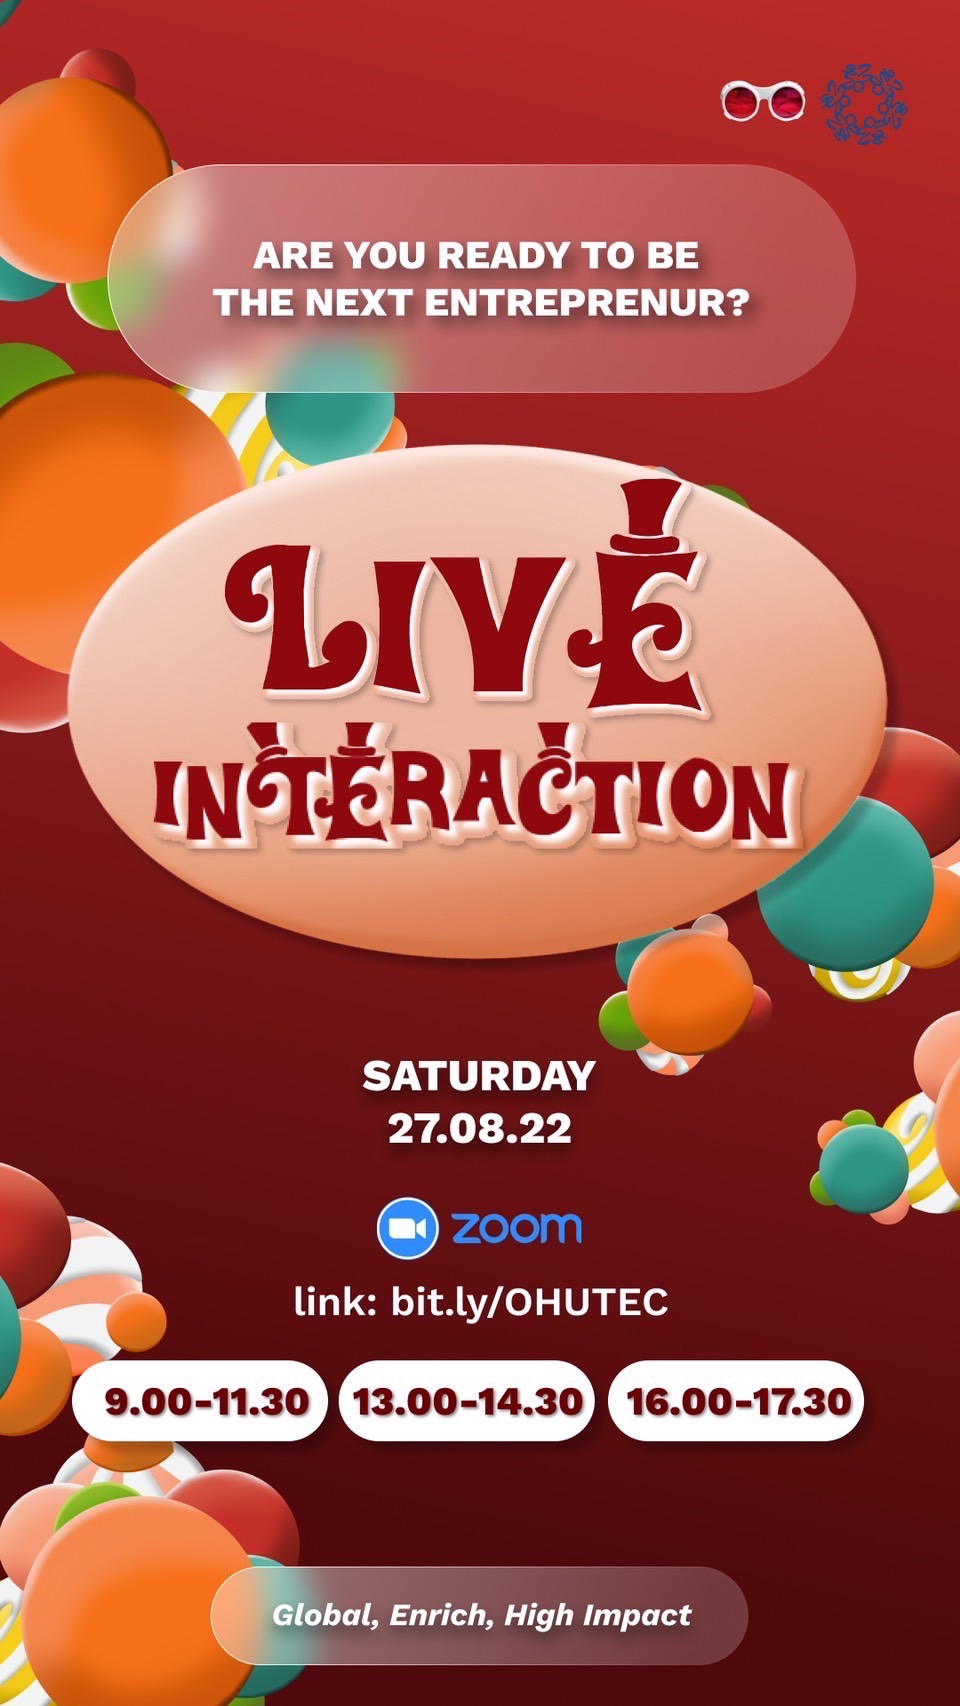 ARE YOU READY TO BE
THE NEXT ENTREPRENUR?
LIVE
INTERACTION
SATURDAY
27.08.22
zoom
link: bit.ly/OHUTEC
9.00-11.30 13.00-14.30 16.00-17.30
Global, Enrich, High Impact